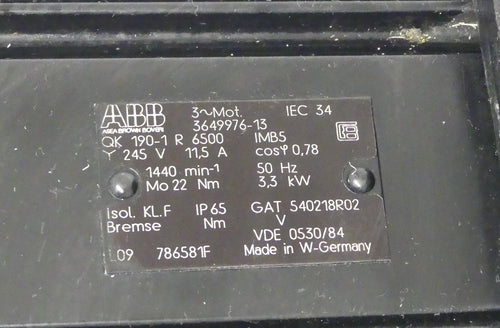 ABB 3~Mot. IEC 34
ASEA BROWN BOVERI 3649976-13
QK 190-1 R 6500 IMB5
Y 245 V 11,5 A cosφ 0,78
1440 min-1 50 Hz
Mo 22 Nm 3,3 kW
Isol. KL.F IP 65 GAT 540218R02
Bremse Nm V
VDE 0530/84
L09 786581F Made in W-Germany